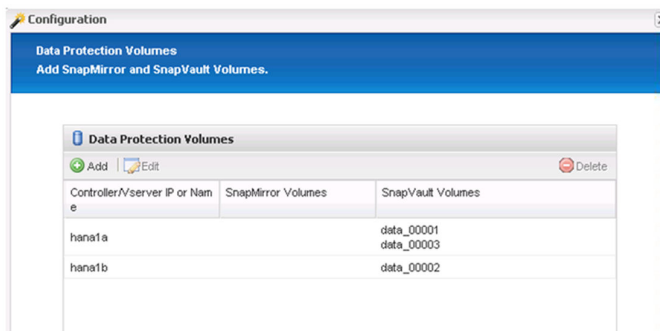 Configuration
Data Protection Volumes
Add SnapMirror and SnapVault Volumes.
Data Protection Volumes
Add Edit Delete
Controller/Vserver IP or Nam
e
SnapMirror Volumes
SnapVault Volumes
hana1a
data_00001
data_00003
hana1b
data_00002